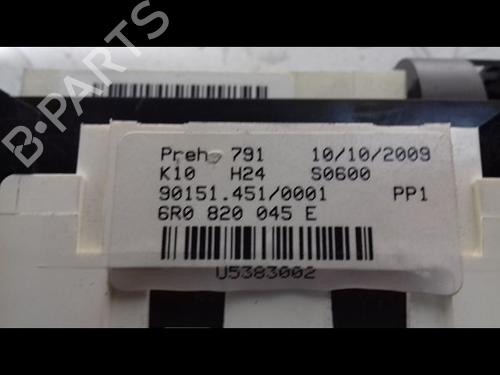 B-PARTS
Preh 791 10/10/2009
K10 H24 S0600
90151.451/0001 PP1
6R0 820 045 E
U5383002